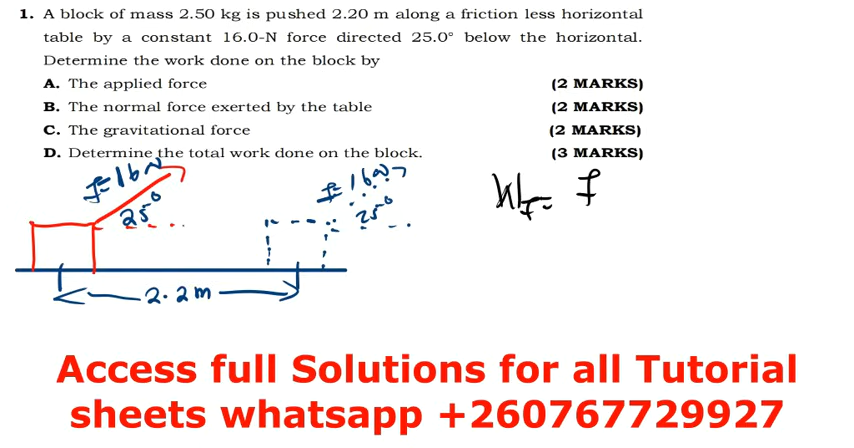 1. A block of mass 2.50 kg is pushed 2.20 m along a friction less horizontal
table by a constant 16.0-N force directed 25.0° below the horizontal.
Determine the work done on the block by
A. The applied force (2 MARKS)
B. The normal force exerted by the table (2 MARKS)
C. The gravitational force (2 MARKS)
D. Determine the total work done on the block. (3 MARKS)
f=16N
25°
f=16N
25°
2.2m
Wf= f
Access full Solutions for all Tutorial
sheets whatsapp +260767729927